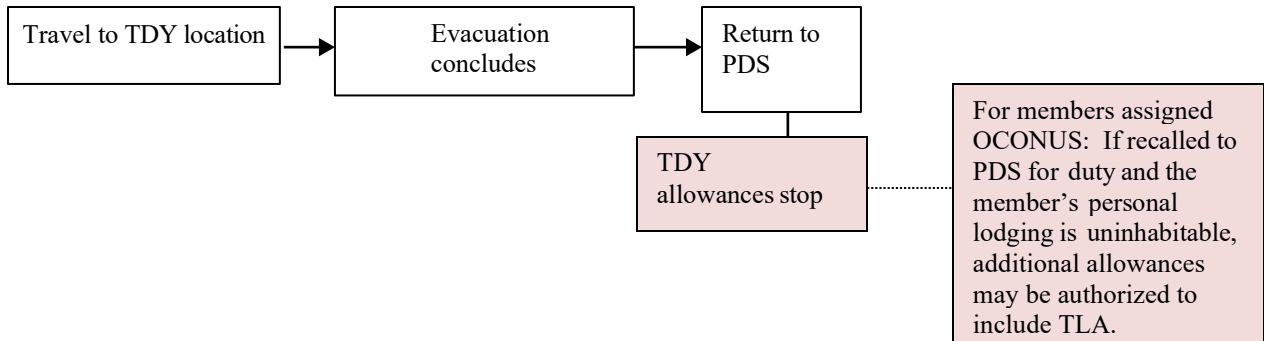 Travel to TDY location
Evacuation
concludes
Return to
PDS
TDY
allowances stop
For members assigned
OCONUS: If recalled to
PDS for duty and the
member’s personal
lodging is uninhabitable,
additional allowances
may be authorized to
include TLA.